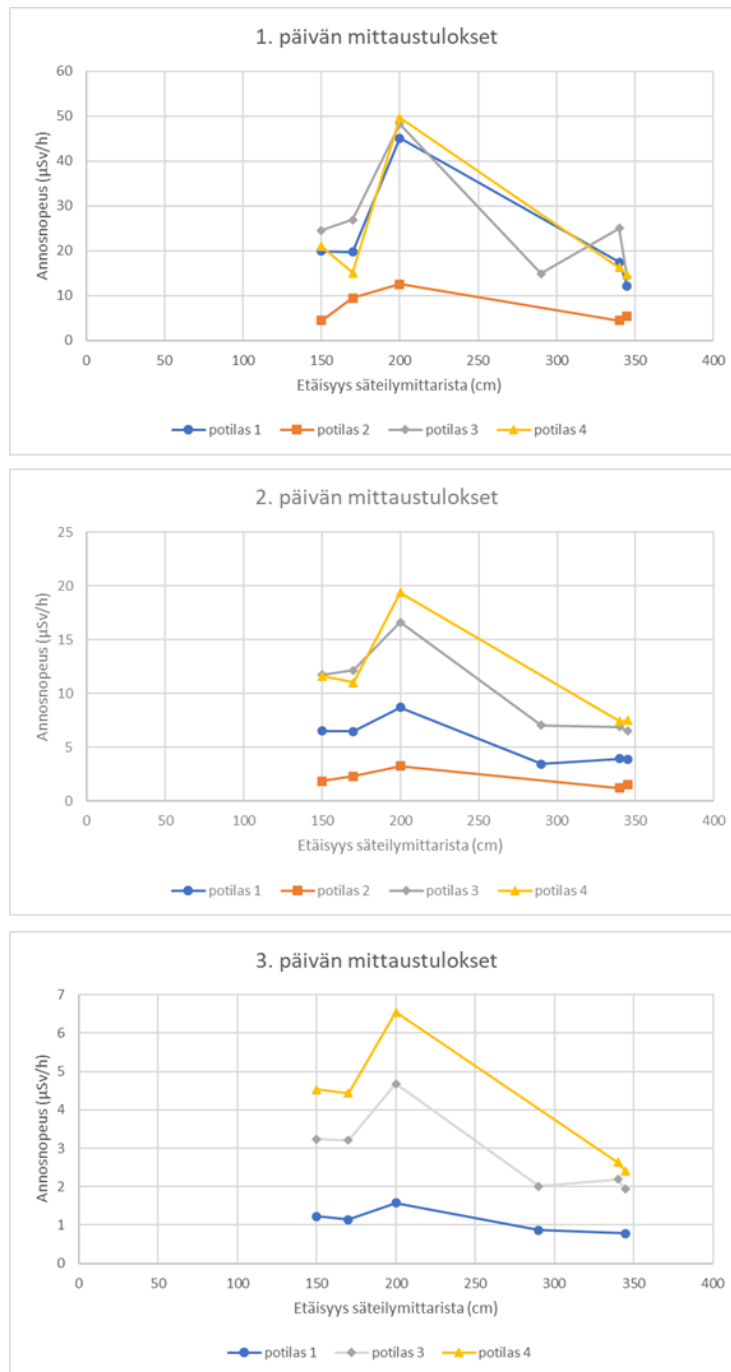 1. päivän mittaustulokset
60
50
40
30
20
10
0
Annosnopeus (µSv/h)
0 50 100 150 200 250 300 350 400
Etäisyys säteilymittarista (cm)
potilas 1 potilas 2 potilas 3 potilas 4
2. päivän mittaustulokset
25
20
15
10
5
0
Annosnopeus (µSv/h)
0 50 100 150 200 250 300 350 400
Etäisyys säteilymittarista (cm)
potilas 1 potilas 2 potilas 3 potilas 4
3. päivän mittaustulokset
7
6
5
4
3
2
1
0
Annosnopeus (µSv/h)
0 50 100 150 200 250 300 350 400
Etäisyys säteilymittarista (cm)
potilas 1 potilas 3 potilas 4